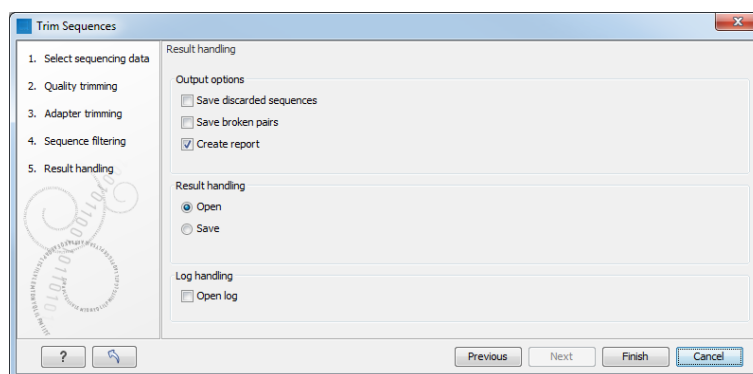 Trim Sequences
1. Select sequencing data
2. Quality trimming
3. Adapter trimming
4. Sequence filtering
5. Result handling
Result handling
Output options
Save discarded sequences
Save broken pairs
Create report
Result handling
Open
Save
Log handling
Open log
?
Previous
Next
Finish
Cancel